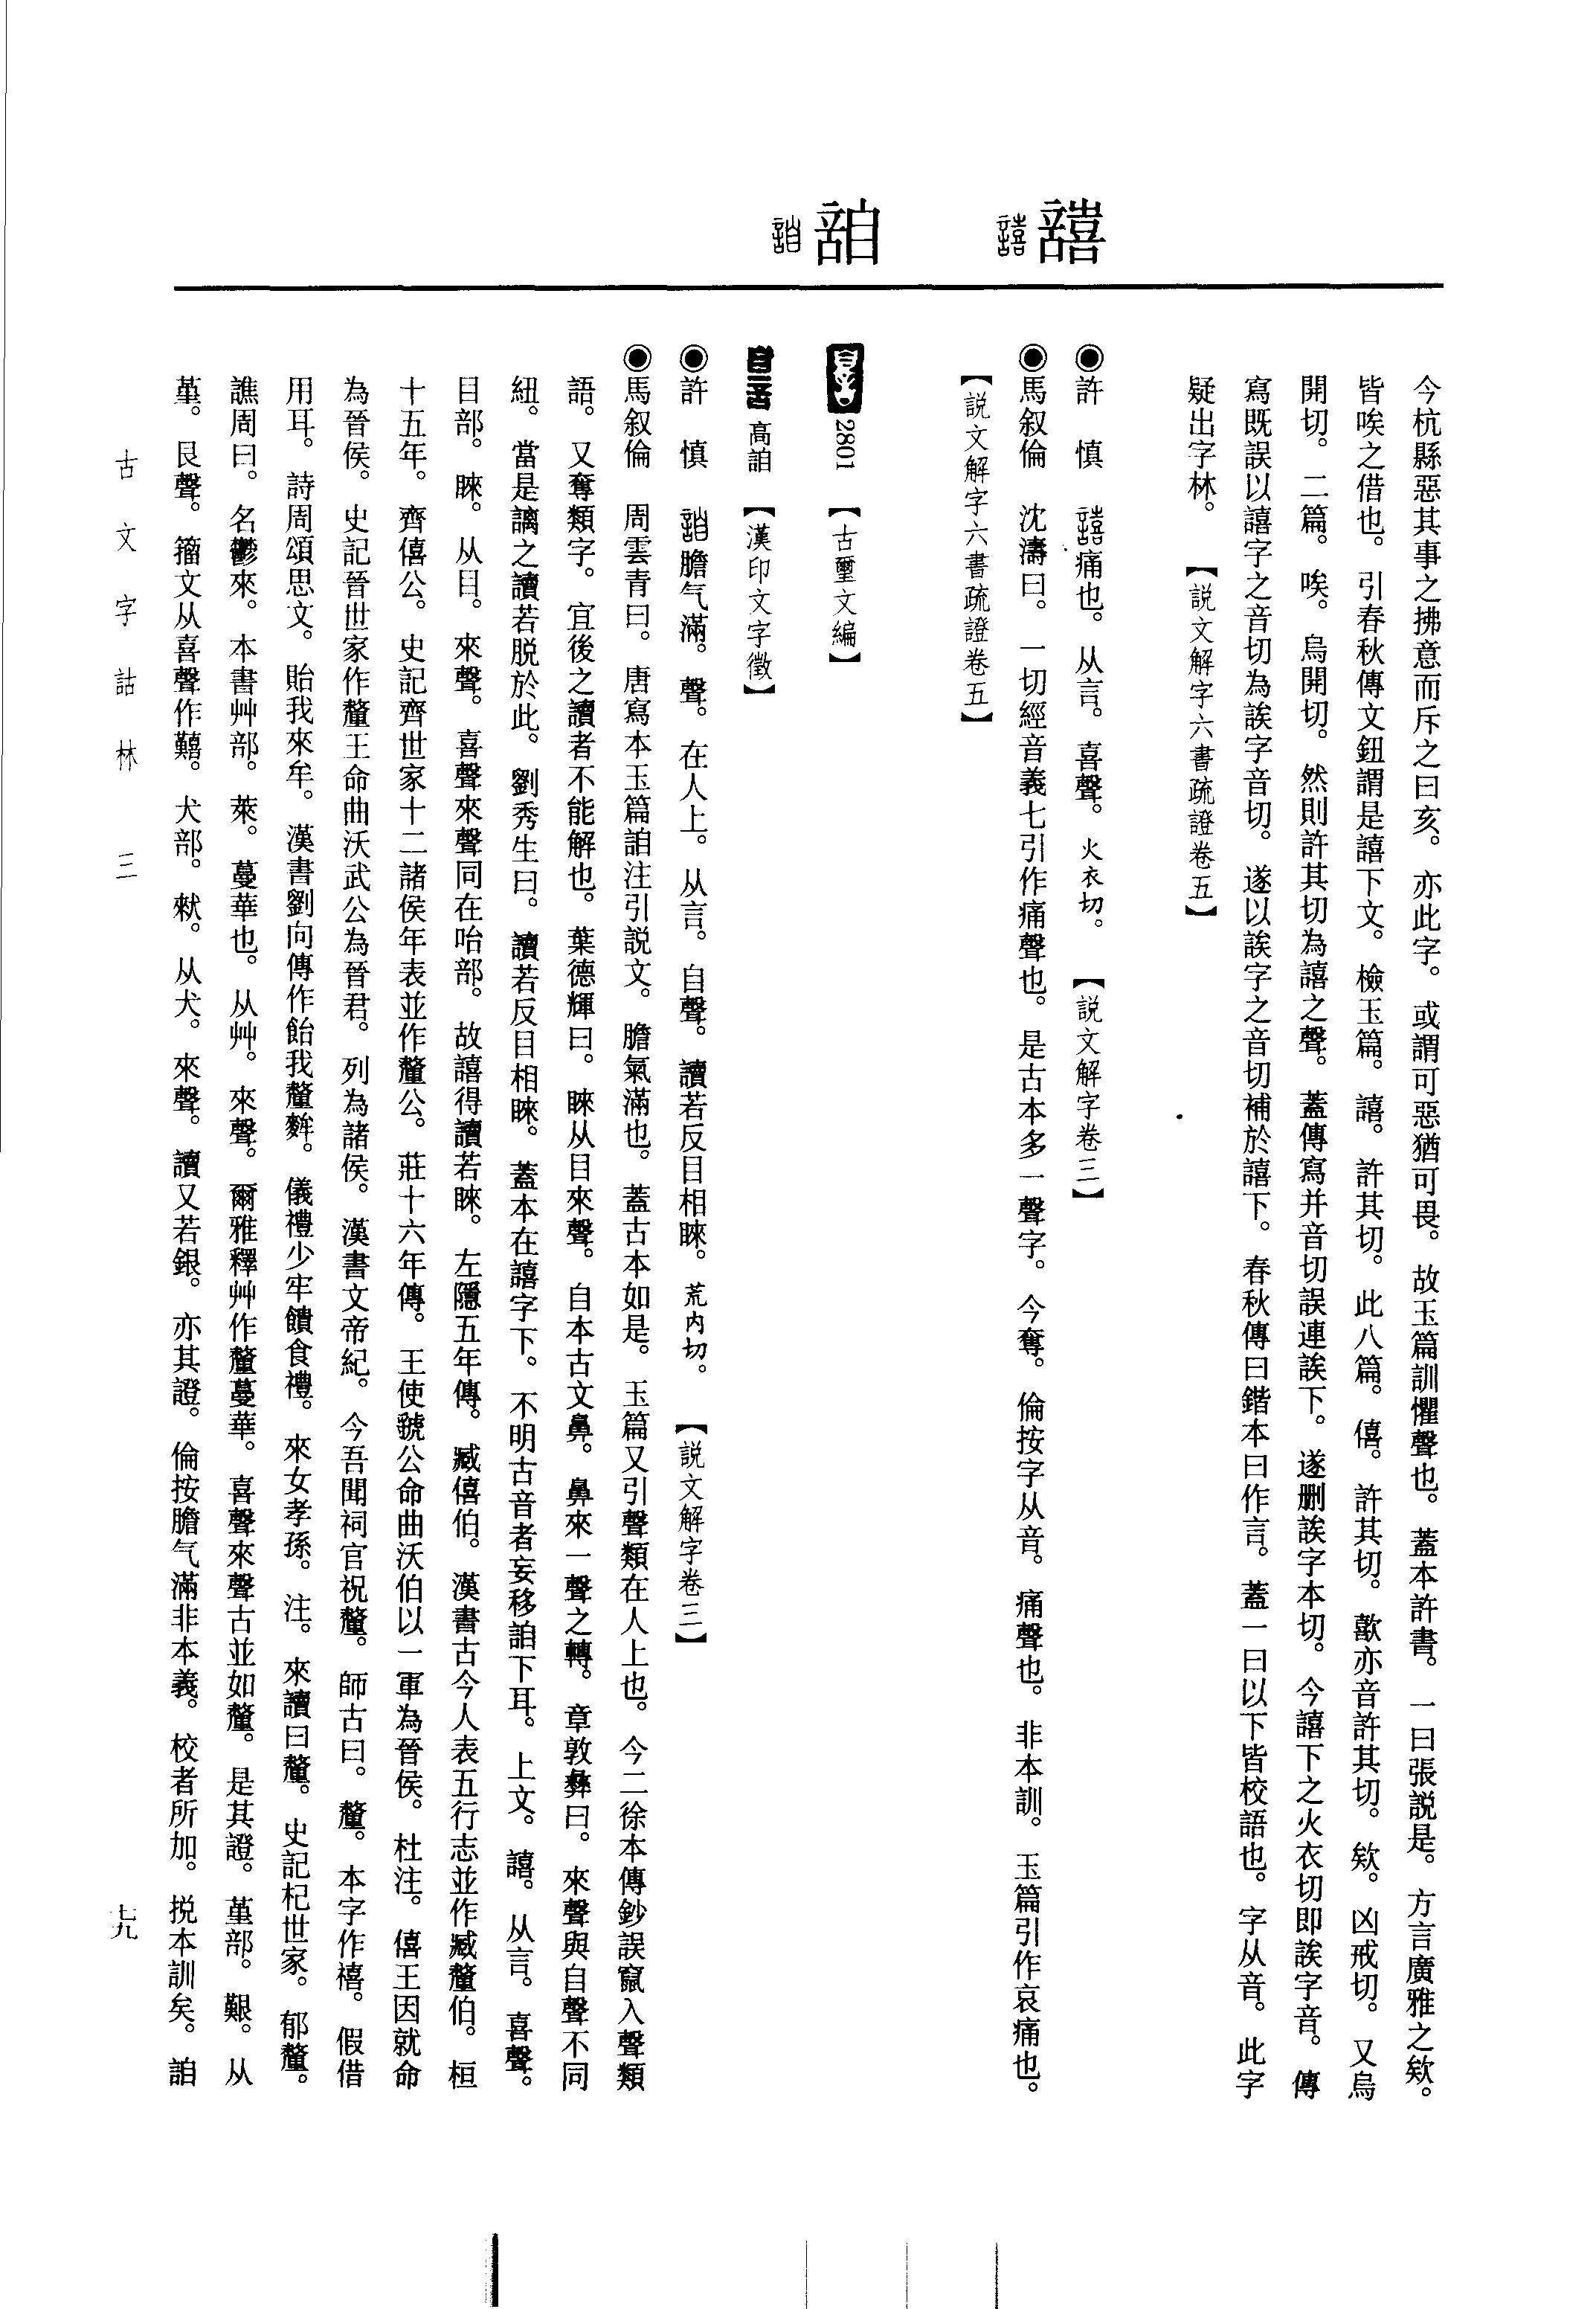 譆
詯
今杭縣惡其事之拂意而斥之曰亥。亦此字。或謂可惡猶可畏。故玉篇訓懼聲也。蓋本許書。一曰張説是。方言廣雅之欸。
皆唉之借也。引春秋傳文鈕謂是譆下文。檢玉篇。譆。許其切。此八篇。僖。許其切。歖亦音許其切。欸。凶戒切。又烏
開切。二篇。唉。烏開切。然則許其切為譆之聲。蓋傳寫并音切誤連誒下。遂删誒字本切。今譆下之火衣切即誒字音。傳
寫既誤以譆字之音切為誒字音切。遂以誒字之音切補於譆下。春秋傳曰鍇本曰作言。蓋一曰以下皆校語也。字从音。此字
疑出字林。【説文解字六書疏證卷五】
◉許　慎　譆痛也。从言。喜聲。火衣切。【説文解字卷三】
◉馬叙倫　沈濤曰。一切經音義七引作痛聲也。是古本多一聲字。今奪。倫按字从音。痛聲也。非本訓。玉篇引作哀痛也。
【説文解字六書疏證卷五】
2801【古璽文編】
高詯【漢印文字徵】
◉許　慎　詯膽气滿。聲。在人上。从言。自聲。讀若反目相睞。荒内切。【説文解字卷三】
◉馬叙倫　周雲青曰。唐寫本玉篇詯注引説文。膽氣滿也。蓋古本如是。玉篇又引聲類在人上也。今二徐本傳鈔誤竄入聲類
語。又奪類字。宜後之讀者不能解也。葉德輝曰。睞从目來聲。自本古文鼻。鼻來一聲之轉。章敦彝曰。來聲與自聲不同
紐。當是謧之讀若脱於此。劉秀生曰。讀若反目相睞。蓋本在譆字下。不明古音者妄移詯下耳。上文。譆。从言。喜聲。
目部。睞。从目。來聲。喜聲來聲同在咍部。故譆得讀若睞。左隱五年傳。臧僖伯。漢書古今人表五行志並作臧釐伯。桓
十五年。齊僖公。史記齊世家十二諸侯年表並作釐公。莊十六年傳。王使虢公命曲沃伯以一軍為晉侯。杜注。僖王因就命
為晉侯。史記晉世家作釐王命曲沃武公為晉君。列為諸侯。漢書文帝紀。今吾聞祠官祝釐。師古曰。釐。本字作禧。假借
用耳。詩周頌思文。貽我來牟。漢書劉向傳作飴我釐麰。儀禮少牢饋食禮。來女孝孫。注。來讀曰釐。史記杞世家。郁釐。
譙周曰。名鬱來。本書艸部。萊。蔓華也。从艸。來聲。爾雅釋艸作釐蔓華。喜聲來聲古並如釐。是其證。堇部。艱。从
堇。艮聲。籀文从喜聲作囏。犬部。猌。从犬。來聲。讀又若銀。亦其證。倫按膽气滿非本義。校者所加。挩本訓矣。詯
古文字詁林　三
七九